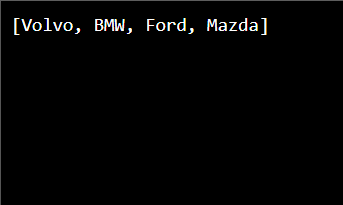 [Volvo, BMW, Ford, Mazda]